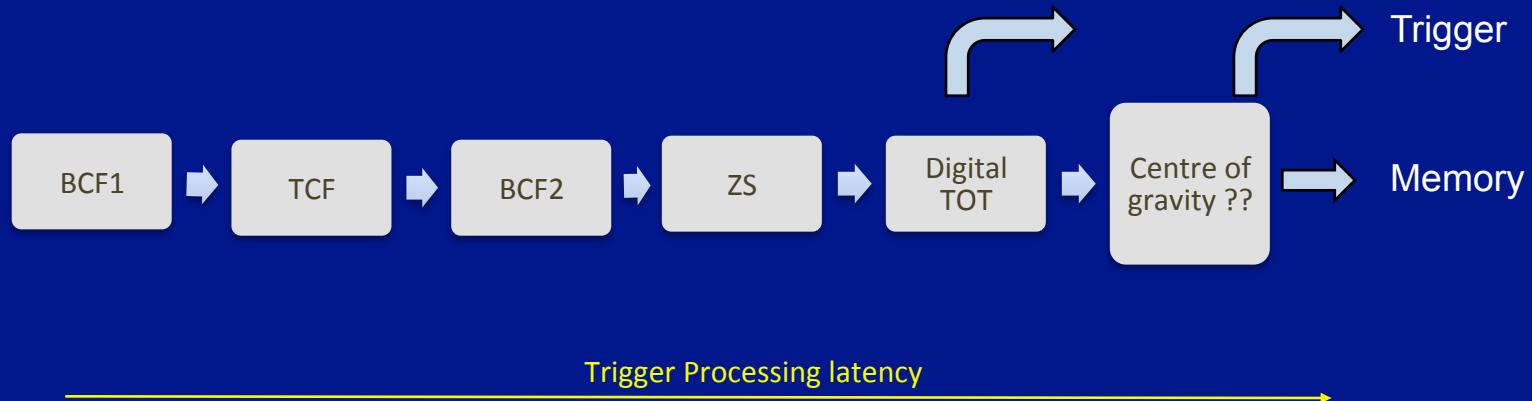 Trigger
BCF1
TCF
BCF2
ZS
Digital
TOT
Centre of
gravity ??
Memory
Trigger Processing latency